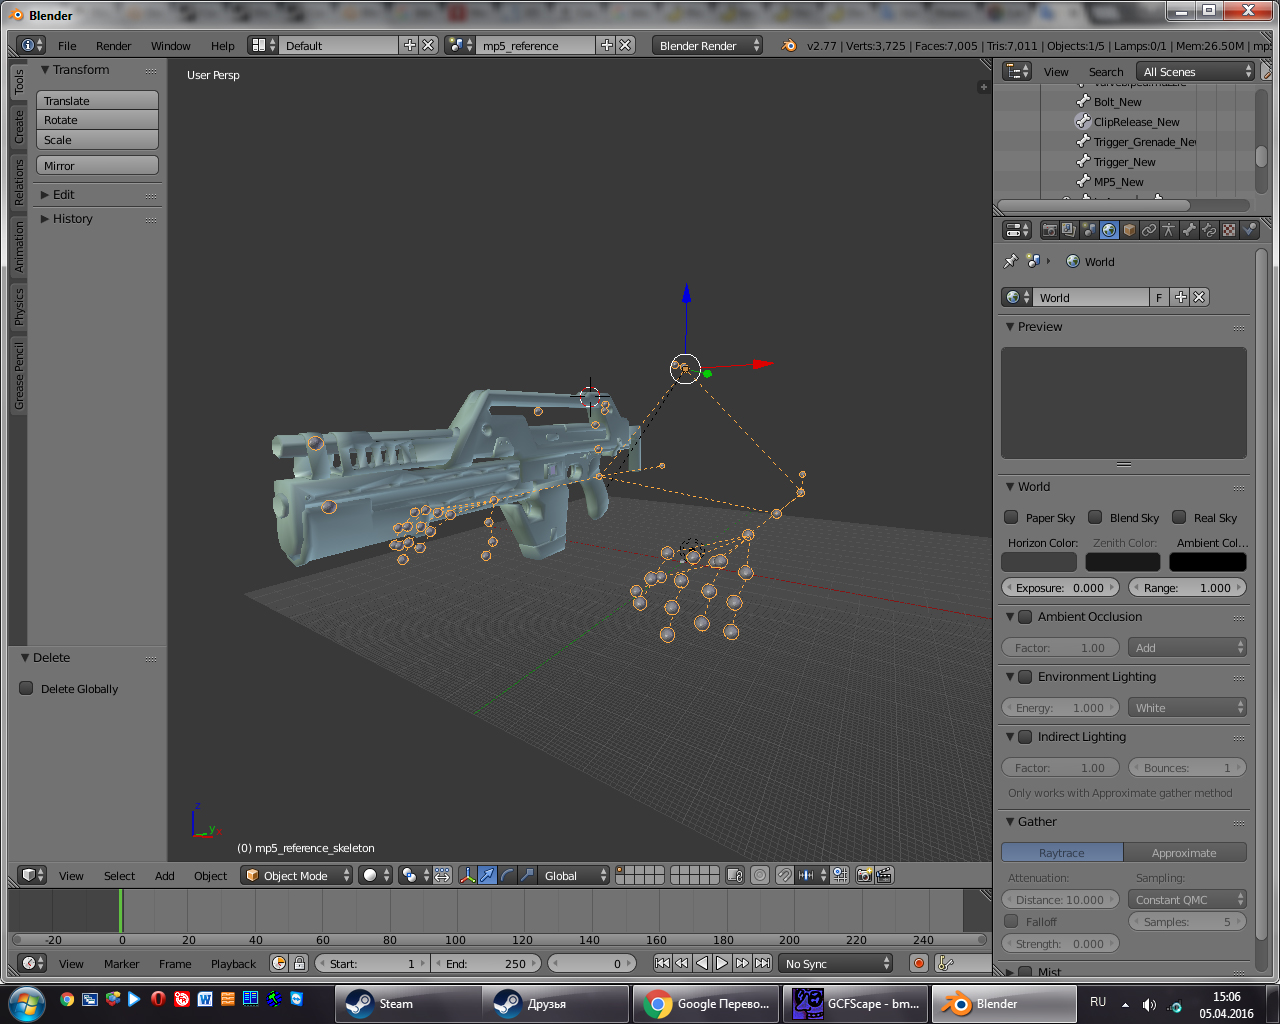 Blender
File Render Window Help Default mp5_reference Blender Render v2.77 | Verts:3,725 | Faces:7,005 | Tris:7,011 | Objects:1/5 | Lamps:0/1 | Mem:26.50M | mp
Tools
Create
Relations
Animation
Physics
Grease Pencil
Transform
Translate
Rotate
Scale
Mirror
Edit
History
Delete
Delete Globally
User Persp
(0) mp5_reference_skeleton
View Search All Scenes
Bolt_New
ClipRelease_New
Trigger_Grenade_Nev
Trigger_New
MP5_New
World
World F
Preview
World
Paper Sky Blend Sky Real Sky
Horizon Color: Zenith Color: Ambient Col...
Exposure: 0.000 Range: 1.000
Ambient Occlusion
Factor: 1.00 Add
Environment Lighting
Energy: 1.000 White
Indirect Lighting
Factor: 1.00 Bounces: 1
Only works with Approximate gather method
Gather
Raytrace Approximate
Attenuation: Sampling:
Distance: 10.000 Constant QMC
Falloff Samples: 5
Strength: 0.000
Mist
z
y
View Select Add Object Object Mode Global
-20 0 20 40 60 80 100 120 140 160 180 200 220 240
View Marker Frame Playback Start: 1 End: 250 0 No Sync
Steam Друзья Google Перево... GCFScape - bm... Blender RU 15:06
05.04.2016